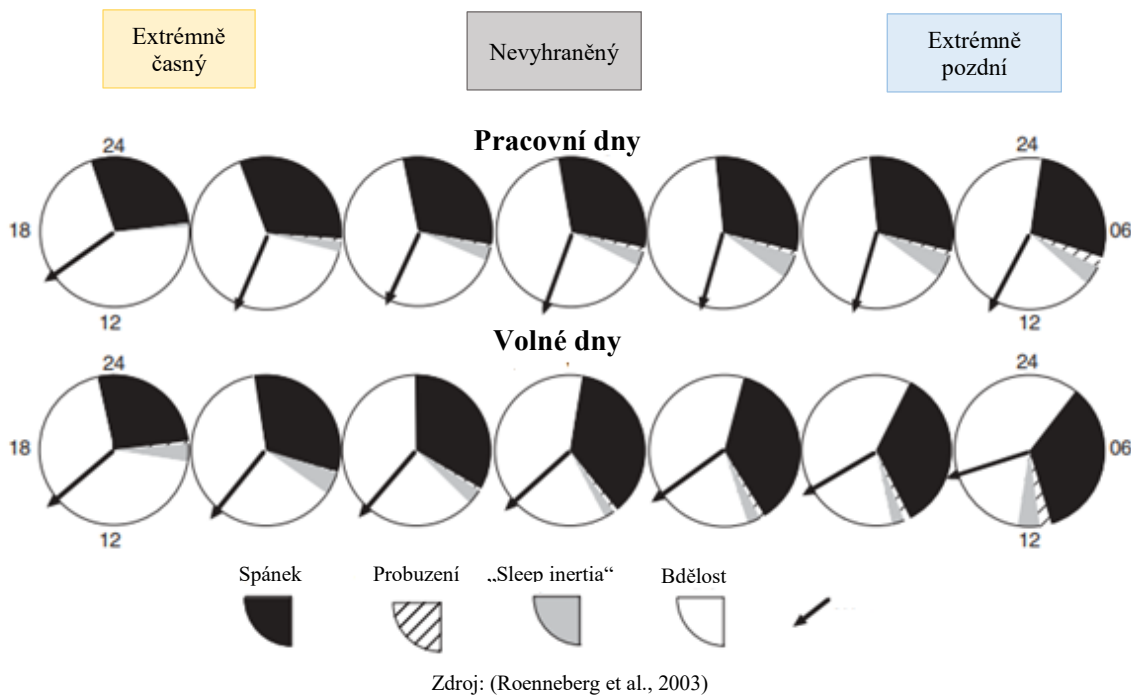 Extrémně
časný
Nevyhraněný
Extrémně
pozdní
Pracovní dny
24
24
18
06
12
12
Volné dny
24
24
18
06
12
12
Spánek
Probuzení
„Sleep inertia“
Bdělost
Zdroj: (Roenneberg et al., 2003)